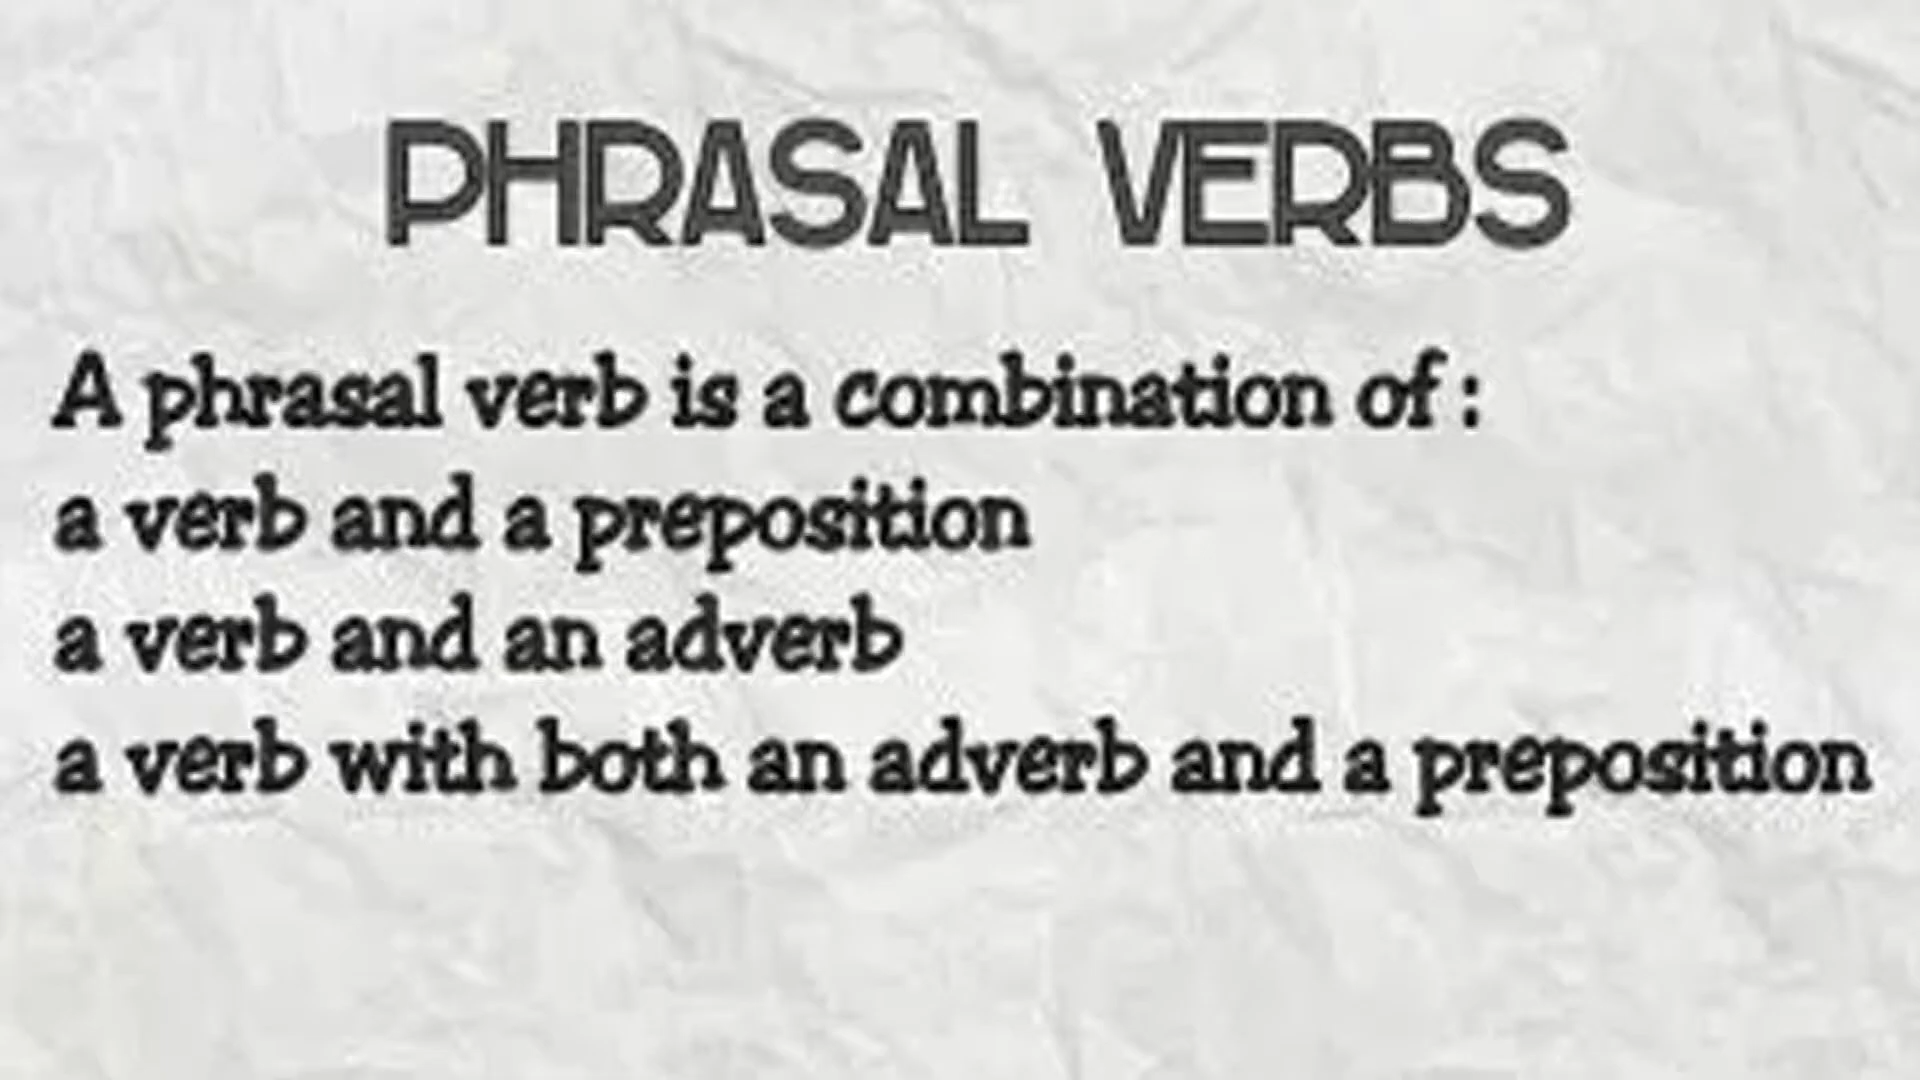 PHRASAL VERBS
A phrasal verb is a combination of :
a verb and a preposition
a verb and an adverb
a verb with both an adverb and a preposition